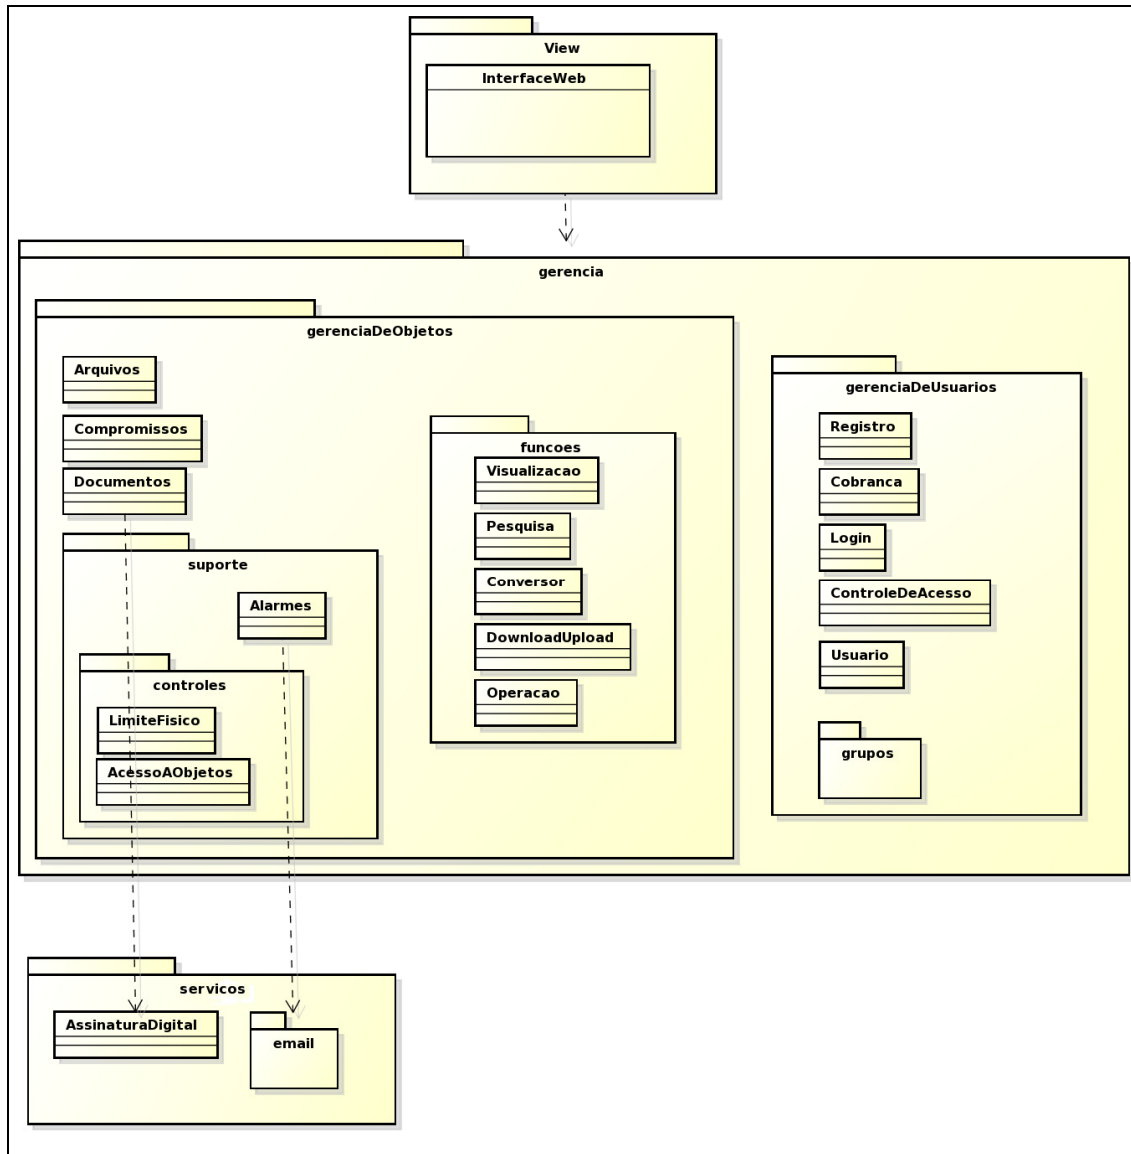 View
InterfaceWeb
gerencia
gerenciaDeObjetos
Arquivos
Compromissos
Documentos
suporte
Alarmes
controles
LimiteFisico
AcessoAObjetos
funcoes
Visualizacao
Pesquisa
Conversor
DownloadUpload
Operacao
gerenciaDeUsuarios
Registro
Cobranca
Login
ControleDeAcesso
Usuario
grupos
servicos
AssinaturaDigital
email